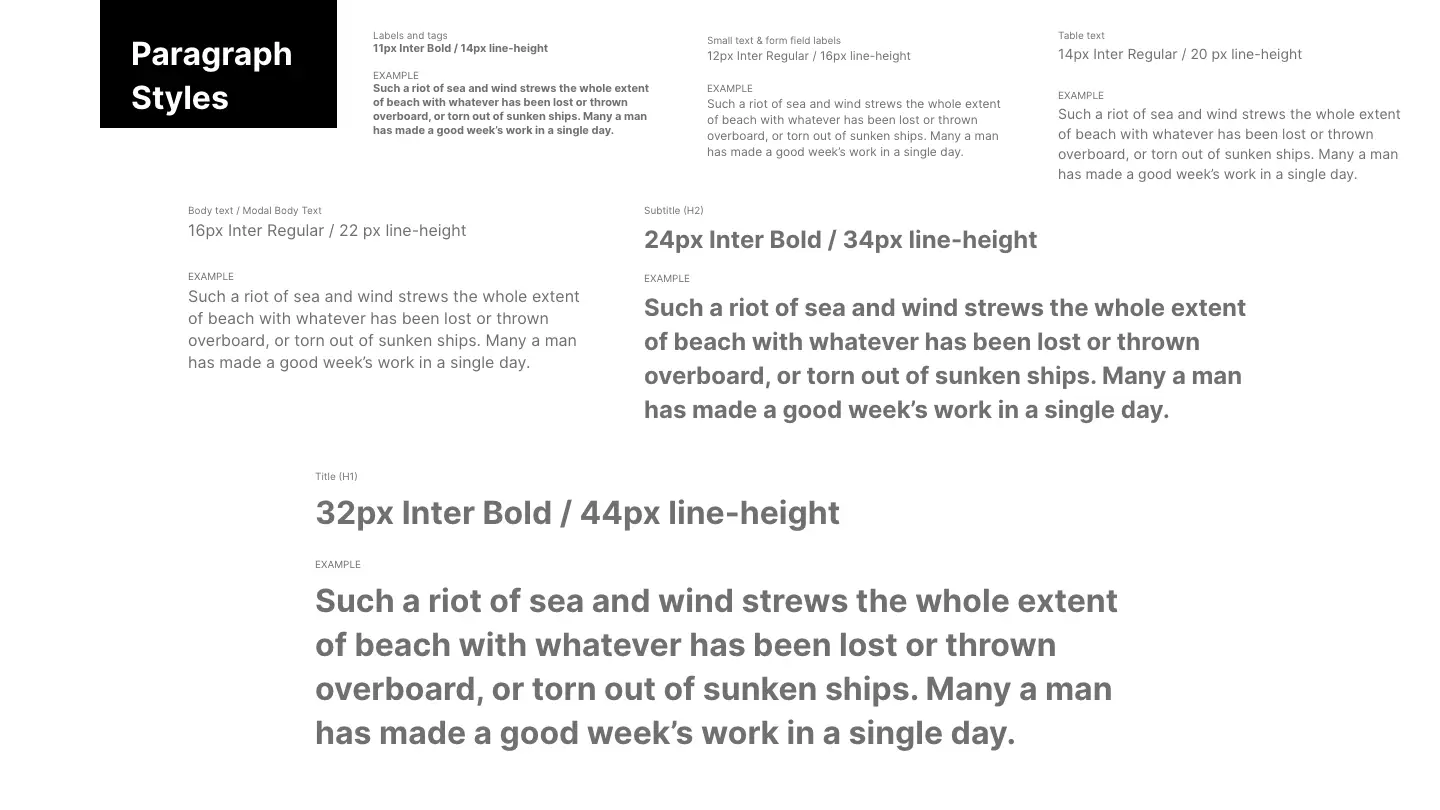 Paragraph
Styles
Labels and tags
11px Inter Bold / 14px line-height
EXAMPLE
Such a riot of sea and wind strews the whole extent
of beach with whatever has been lost or thrown
overboard, or torn out of sunken ships. Many a man
has made a good week’s work in a single day.
Small text & form field labels
12px Inter Regular / 16px line-height
EXAMPLE
Such a riot of sea and wind strews the whole extent
of beach with whatever has been lost or thrown
overboard, or torn out of sunken ships. Many a man
has made a good week’s work in a single day.
Table text
14px Inter Regular / 20 px line-height
EXAMPLE
Such a riot of sea and wind strews the whole extent
of beach with whatever has been lost or thrown
overboard, or torn out of sunken ships. Many a man
has made a good week’s work in a single day.
Body text / Modal Body Text
16px Inter Regular / 22 px line-height
EXAMPLE
Such a riot of sea and wind strews the whole extent
of beach with whatever has been lost or thrown
overboard, or torn out of sunken ships. Many a man
has made a good week’s work in a single day.
Subtitle (H2)
24px Inter Bold / 34px line-height
EXAMPLE
Such a riot of sea and wind strews the whole extent
of beach with whatever has been lost or thrown
overboard, or torn out of sunken ships. Many a man
has made a good week’s work in a single day.
Title (H1)
32px Inter Bold / 44px line-height
EXAMPLE
Such a riot of sea and wind strews the whole extent
of beach with whatever has been lost or thrown
overboard, or torn out of sunken ships. Many a man
has made a good week’s work in a single day.